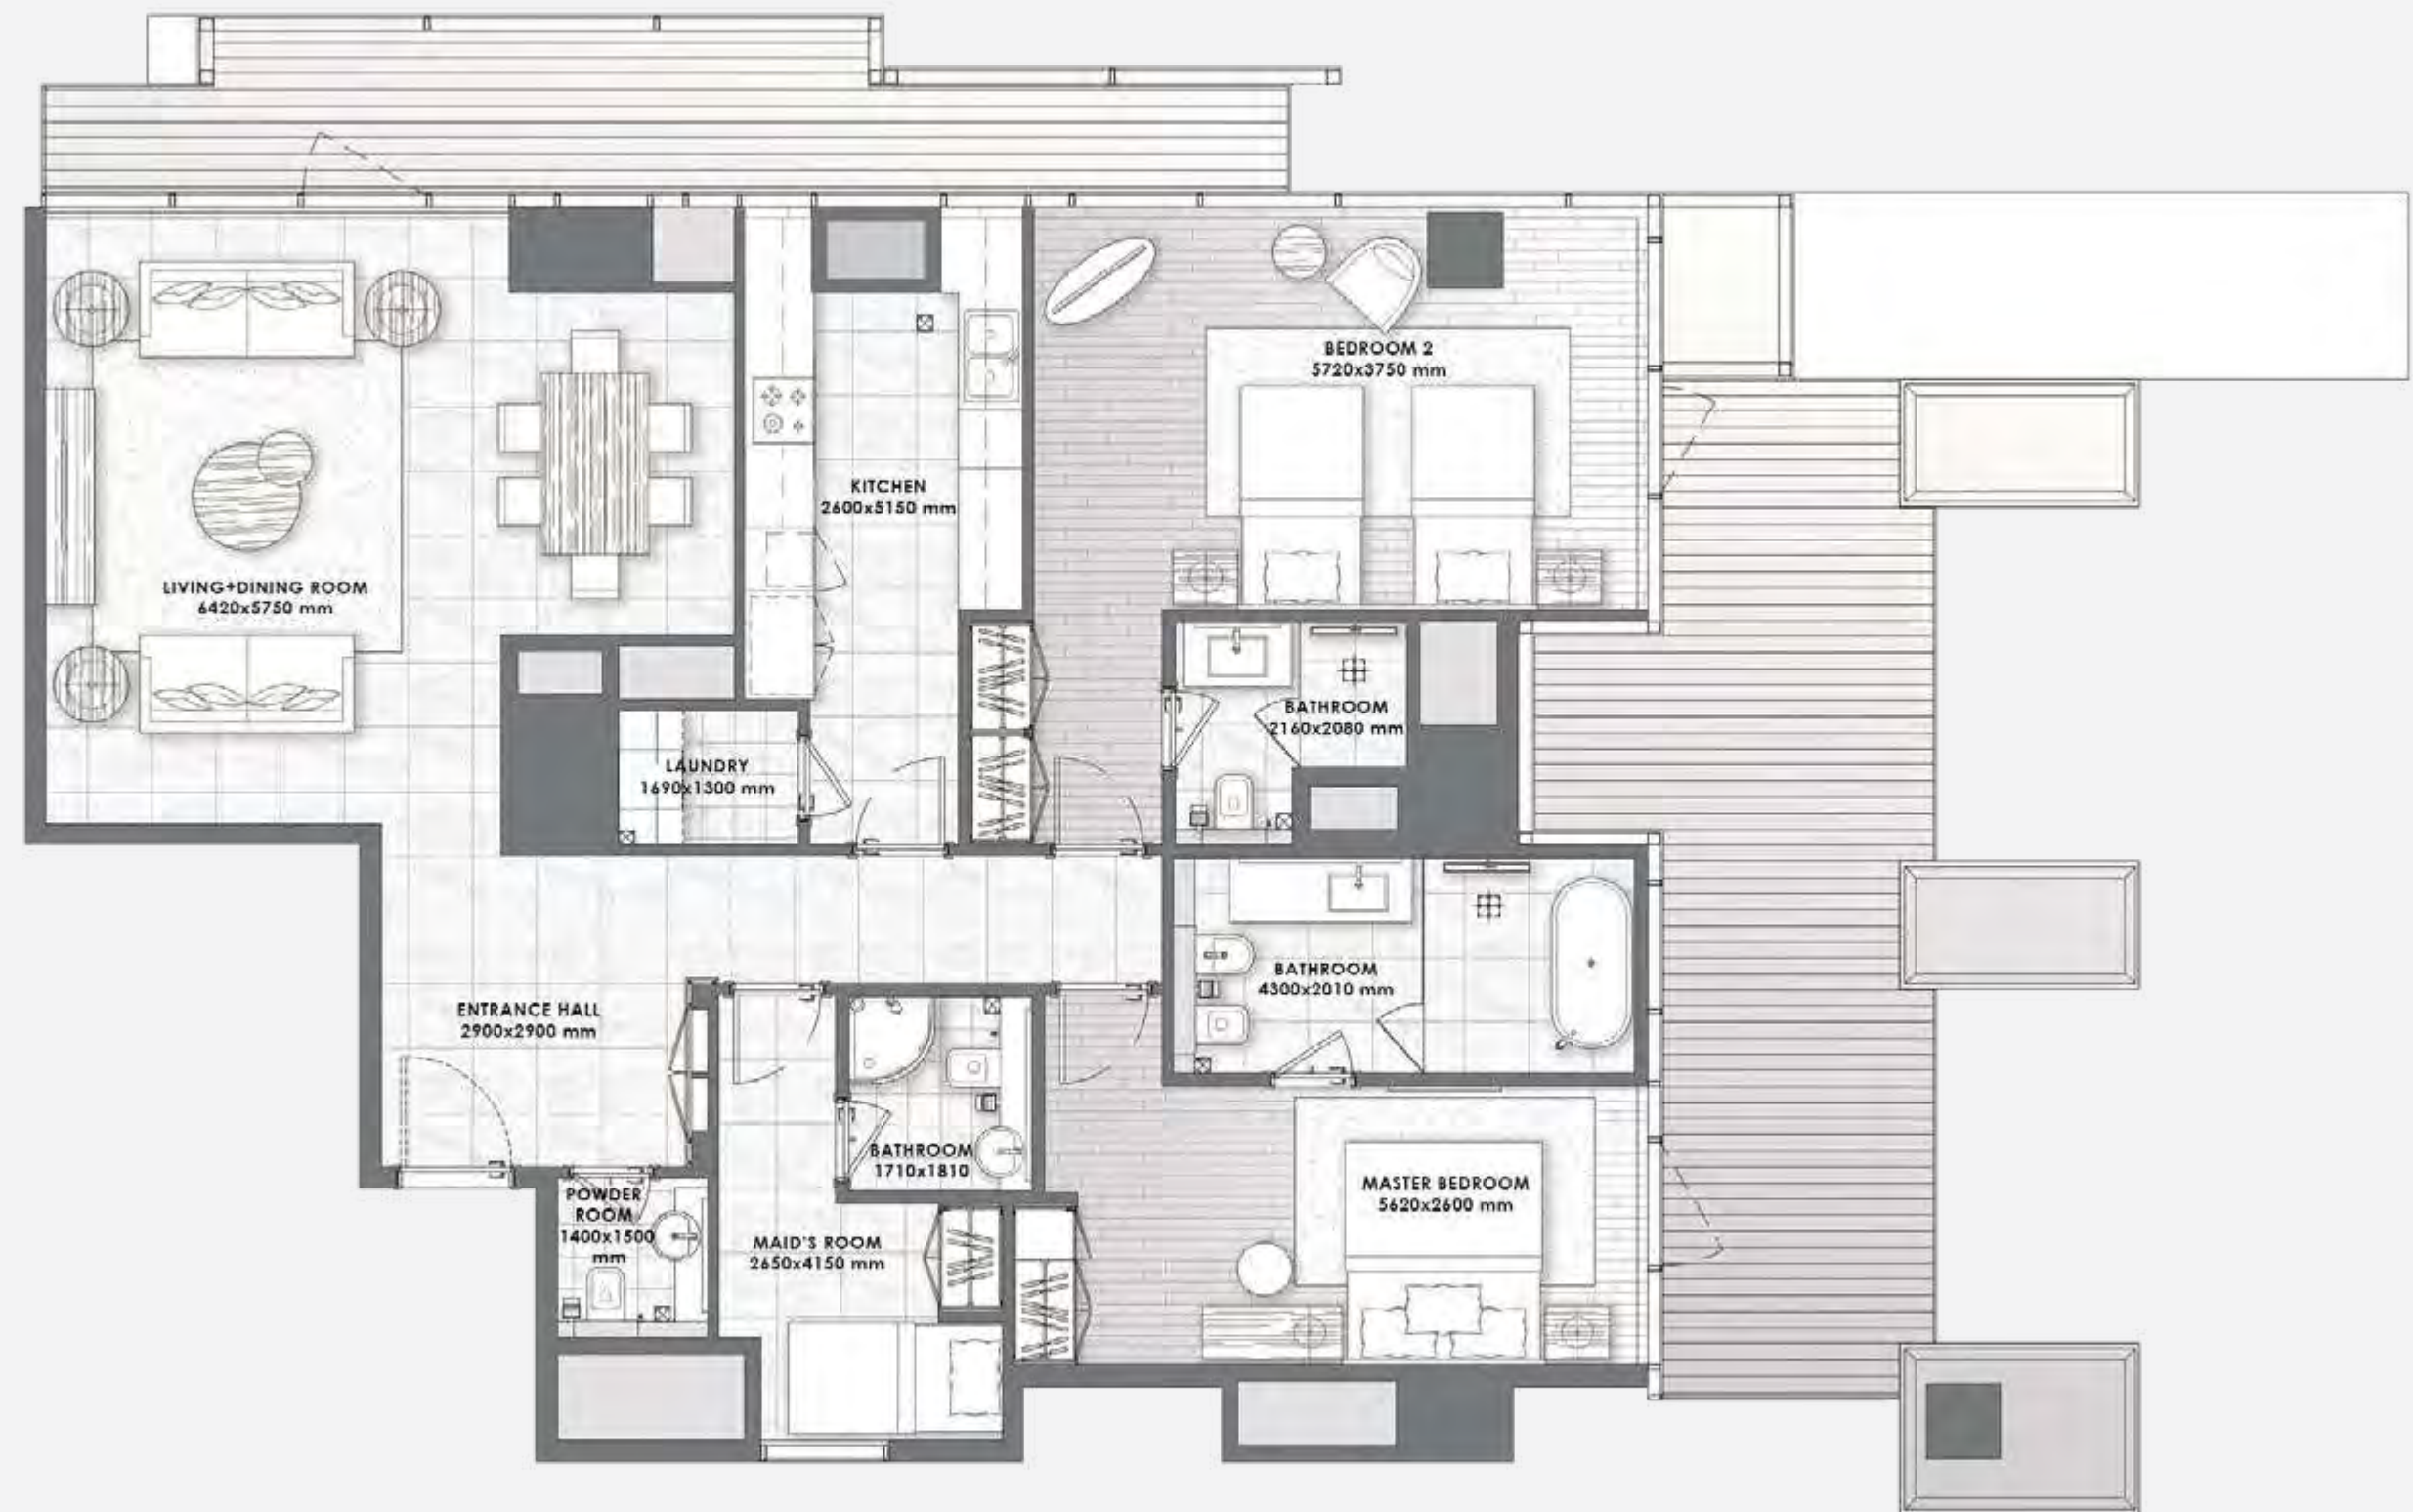 BEDROOM 2
5720x3750 mm
KITCHEN
2600x5150 mm
LIVING+DINING ROOM
6420x5750 mm
BATHROOM
2160x2080 mm
LAUNDRY
1690x1300 mm
BATHROOM
4300x2010 mm
ENTRANCE HALL
2900x2900 mm
BATHROOM
1710x1810
MASTER BEDROOM
5620x2600 mm
POWDER
ROOM
1400x1500
mm
MAID'S ROOM
2650x4150 mm